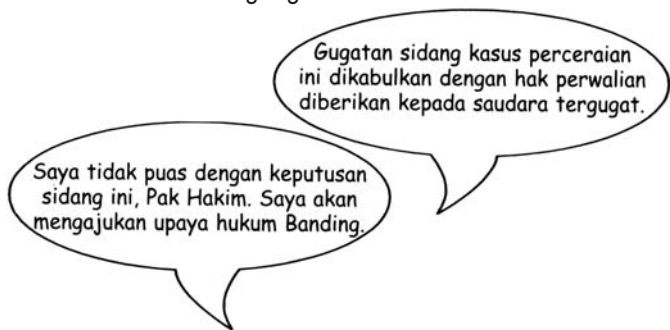 Gugatan sidang kasus perceraian
ini dikabulkan dengan hak perwalian
diberikan kepada saudara tergugat.
Saya tidak puas dengan keputusan
sidang ini, Pak Hakim. Saya akan
mengajukan upaya hukum Banding.